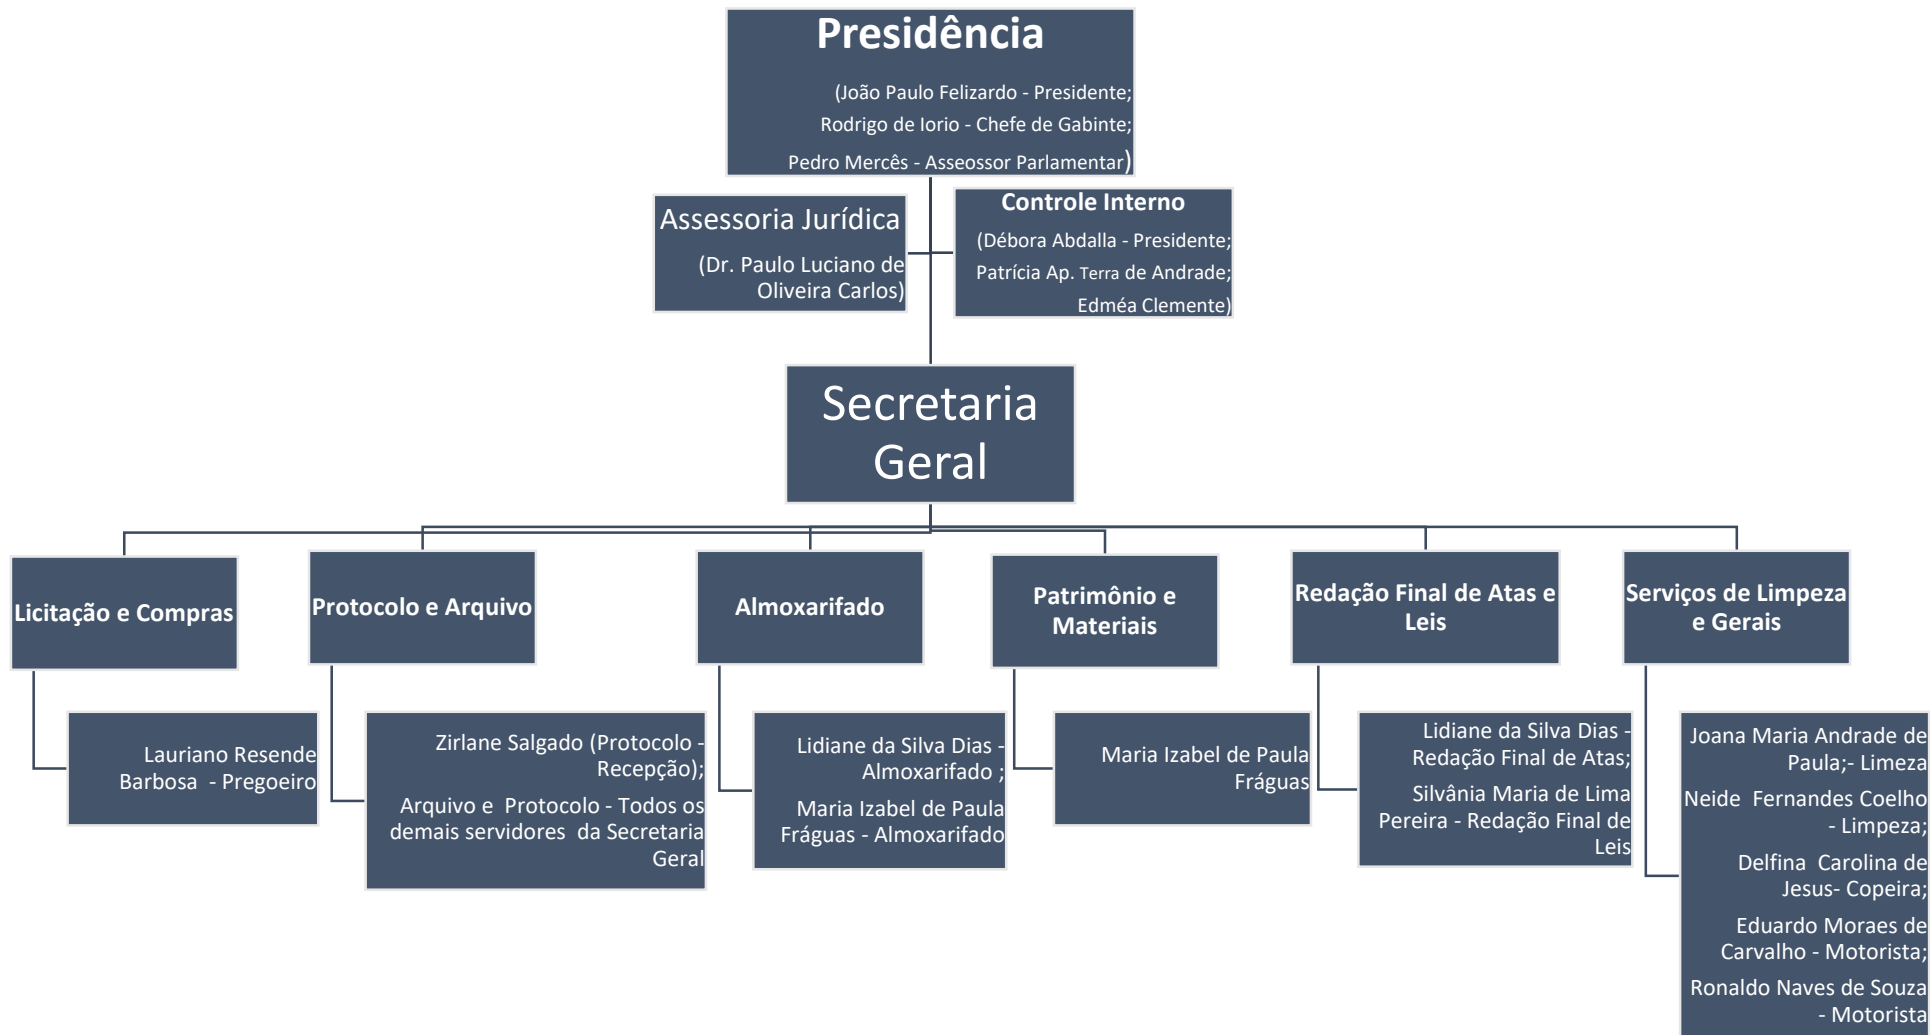 Presidência
(João Paulo Felizardo - Presidente;
Rodrigo de Iorio - Chefe de Gabinte;
Pedro Mercês - Asseossor Parlamentar)
Assessoria Jurídica
(Dr. Paulo Luciano de
Oliveira Carlos)
Controle Interno
(Débora Abdalla - Presidente;
Patrícia Ap. Terra de Andrade;
Edméa Clemente)
Secretaria
Geral
Licitação e Compras
Lauriano Resende
Barbosa - Pregoeiro
Protocolo e Arquivo
Zirlane Salgado (Protocolo -
Recepção);
Arquivo e Protocolo - Todos os
demais servidores da Secretaria
Geral
Almoxarifado
Lidiane da Silva Dias -
Almoxarifado ;
Maria Izabel de Paula
Fráguas - Almoxarifado
Patrimônio e
Materiais
Maria Izabel de Paula
Fráguas
Redação Final de Atas e
Leis
Lidiane da Silva Dias -
Redação Final de Atas;
Silvânia Maria de Lima
Pereira - Redação Final de
Leis
Serviços de Limpeza
e Gerais
Joana Maria Andrade de
Paula;- Limeza
Neide Fernandes Coelho
- Limpeza;
Delfina Carolina de
Jesus- Copeira;
Eduardo Moraes de
Carvalho - Motorista;
Ronaldo Naves de Souza
- Motorista